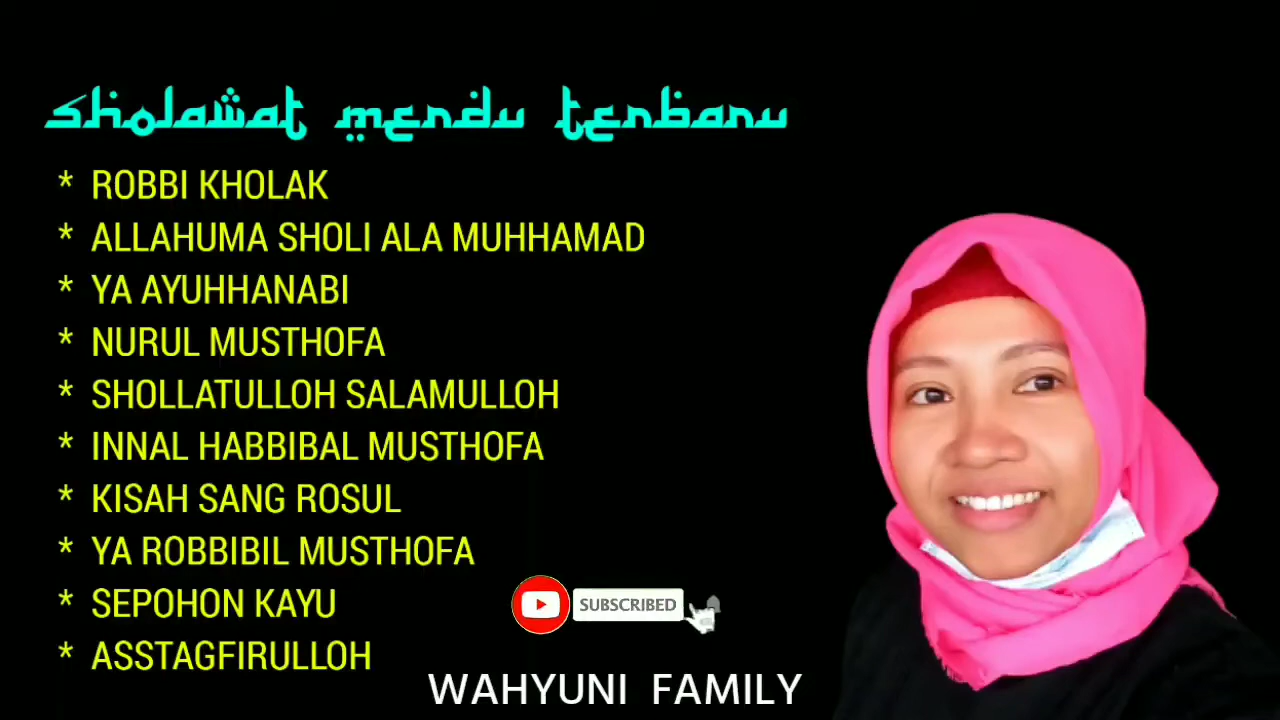 Sholawat merdu terbaru
* ROBBI KHOLAK
* ALLAHUMA SHOLI ALA MUHHAMAD
* YA AYUHHANABI
* NURUL MUSTHOFA
* SHOLLATULLOH SALAMULLOH
* INNAL HABBIBAL MUSTHOFA
* KISAH SANG ROSUL
* YA ROBBIBIL MUSTHOFA
* SEPOHON KAYU
* ASSTAGFIRULLOH
SUBSCRIBED
WAHYUNI FAMILY